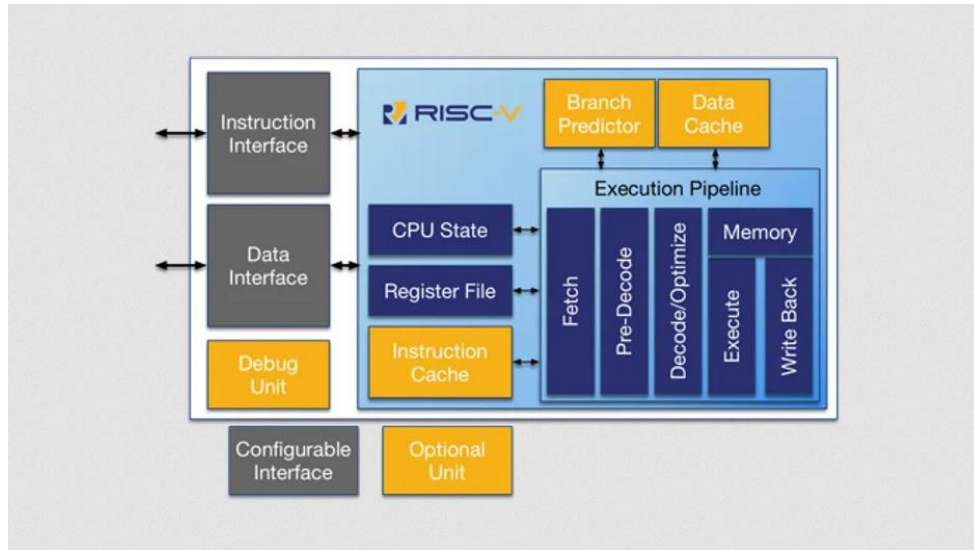 Instruction
Interface
Data
Interface
Debug
Unit
RISC-V
Branch
Predictor
Data
Cache
CPU State
Register File
Instruction
Cache
Execution Pipeline
Fetch
Pre-Decode
Decode/Optimize
Memory
Execute
Write Back
Configurable
Interface
Optional
Unit